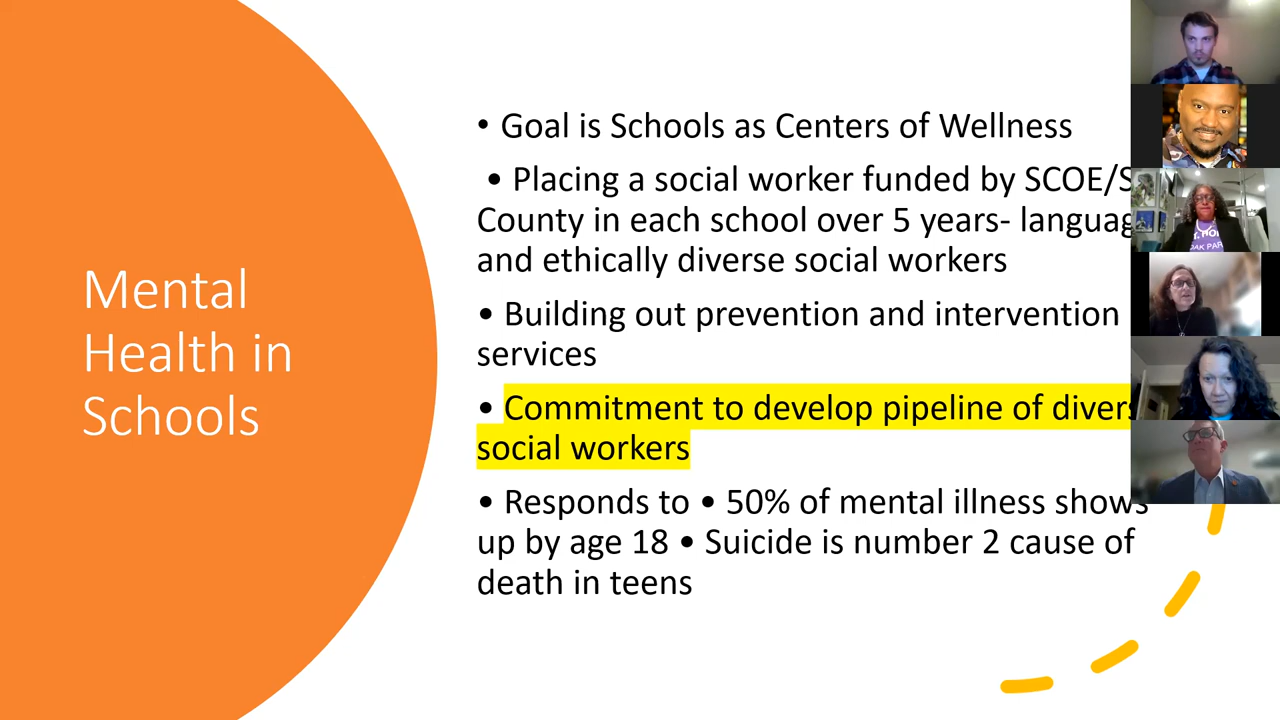 Mental
Health in
Schools
• Goal is Schools as Centers of Wellness
• Placing a social worker funded by SCOE/S
County in each school over 5 years- languag
and ethically diverse social workers
• Building out prevention and intervention
services
• Commitment to develop pipeline of divers
social workers
• Responds to • 50% of mental illness shows
up by age 18 • Suicide is number 2 cause of
death in teens
OAK PAR